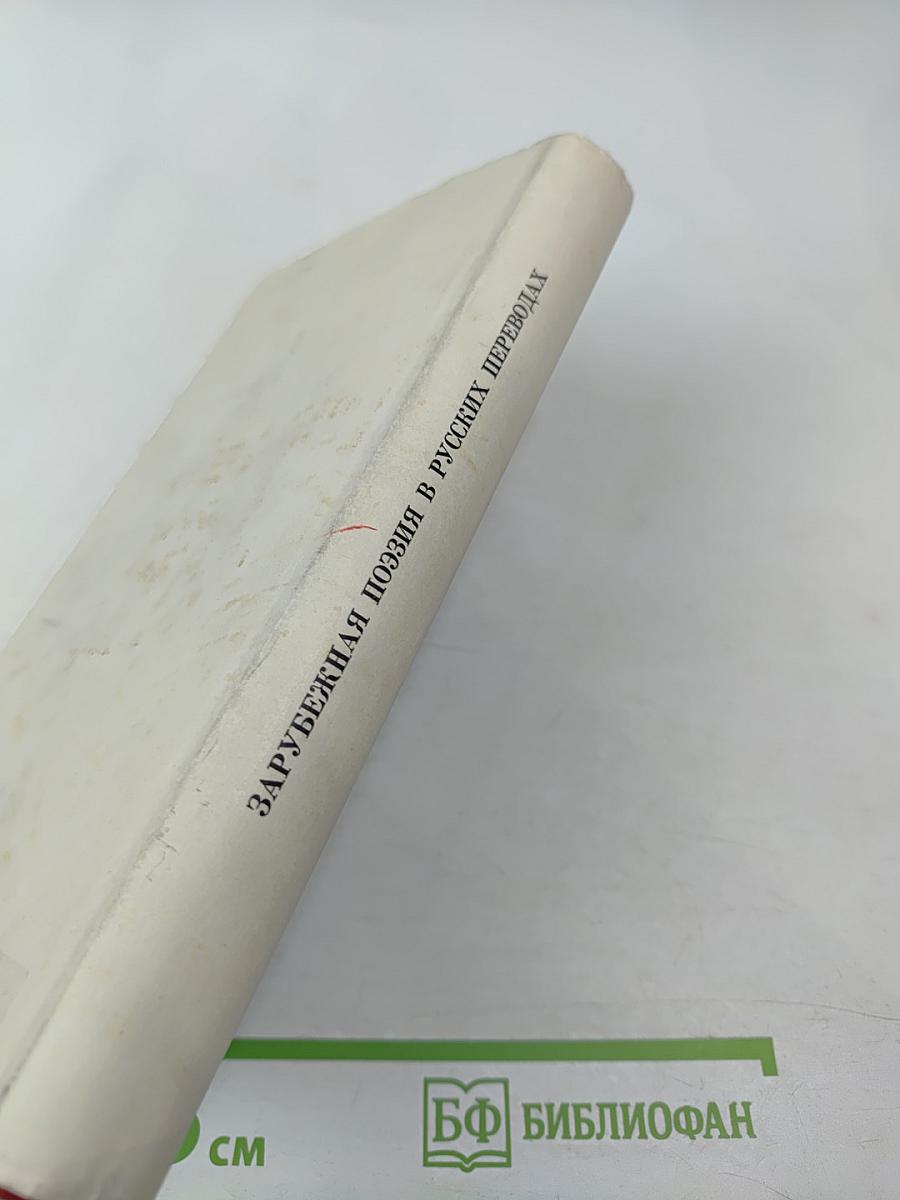 ЗАРУБЕЖНАЯ ПОЭЗИЯ В РУССКИХ ПЕРЕВОДАХ
см
БФ БИБЛИОФАН